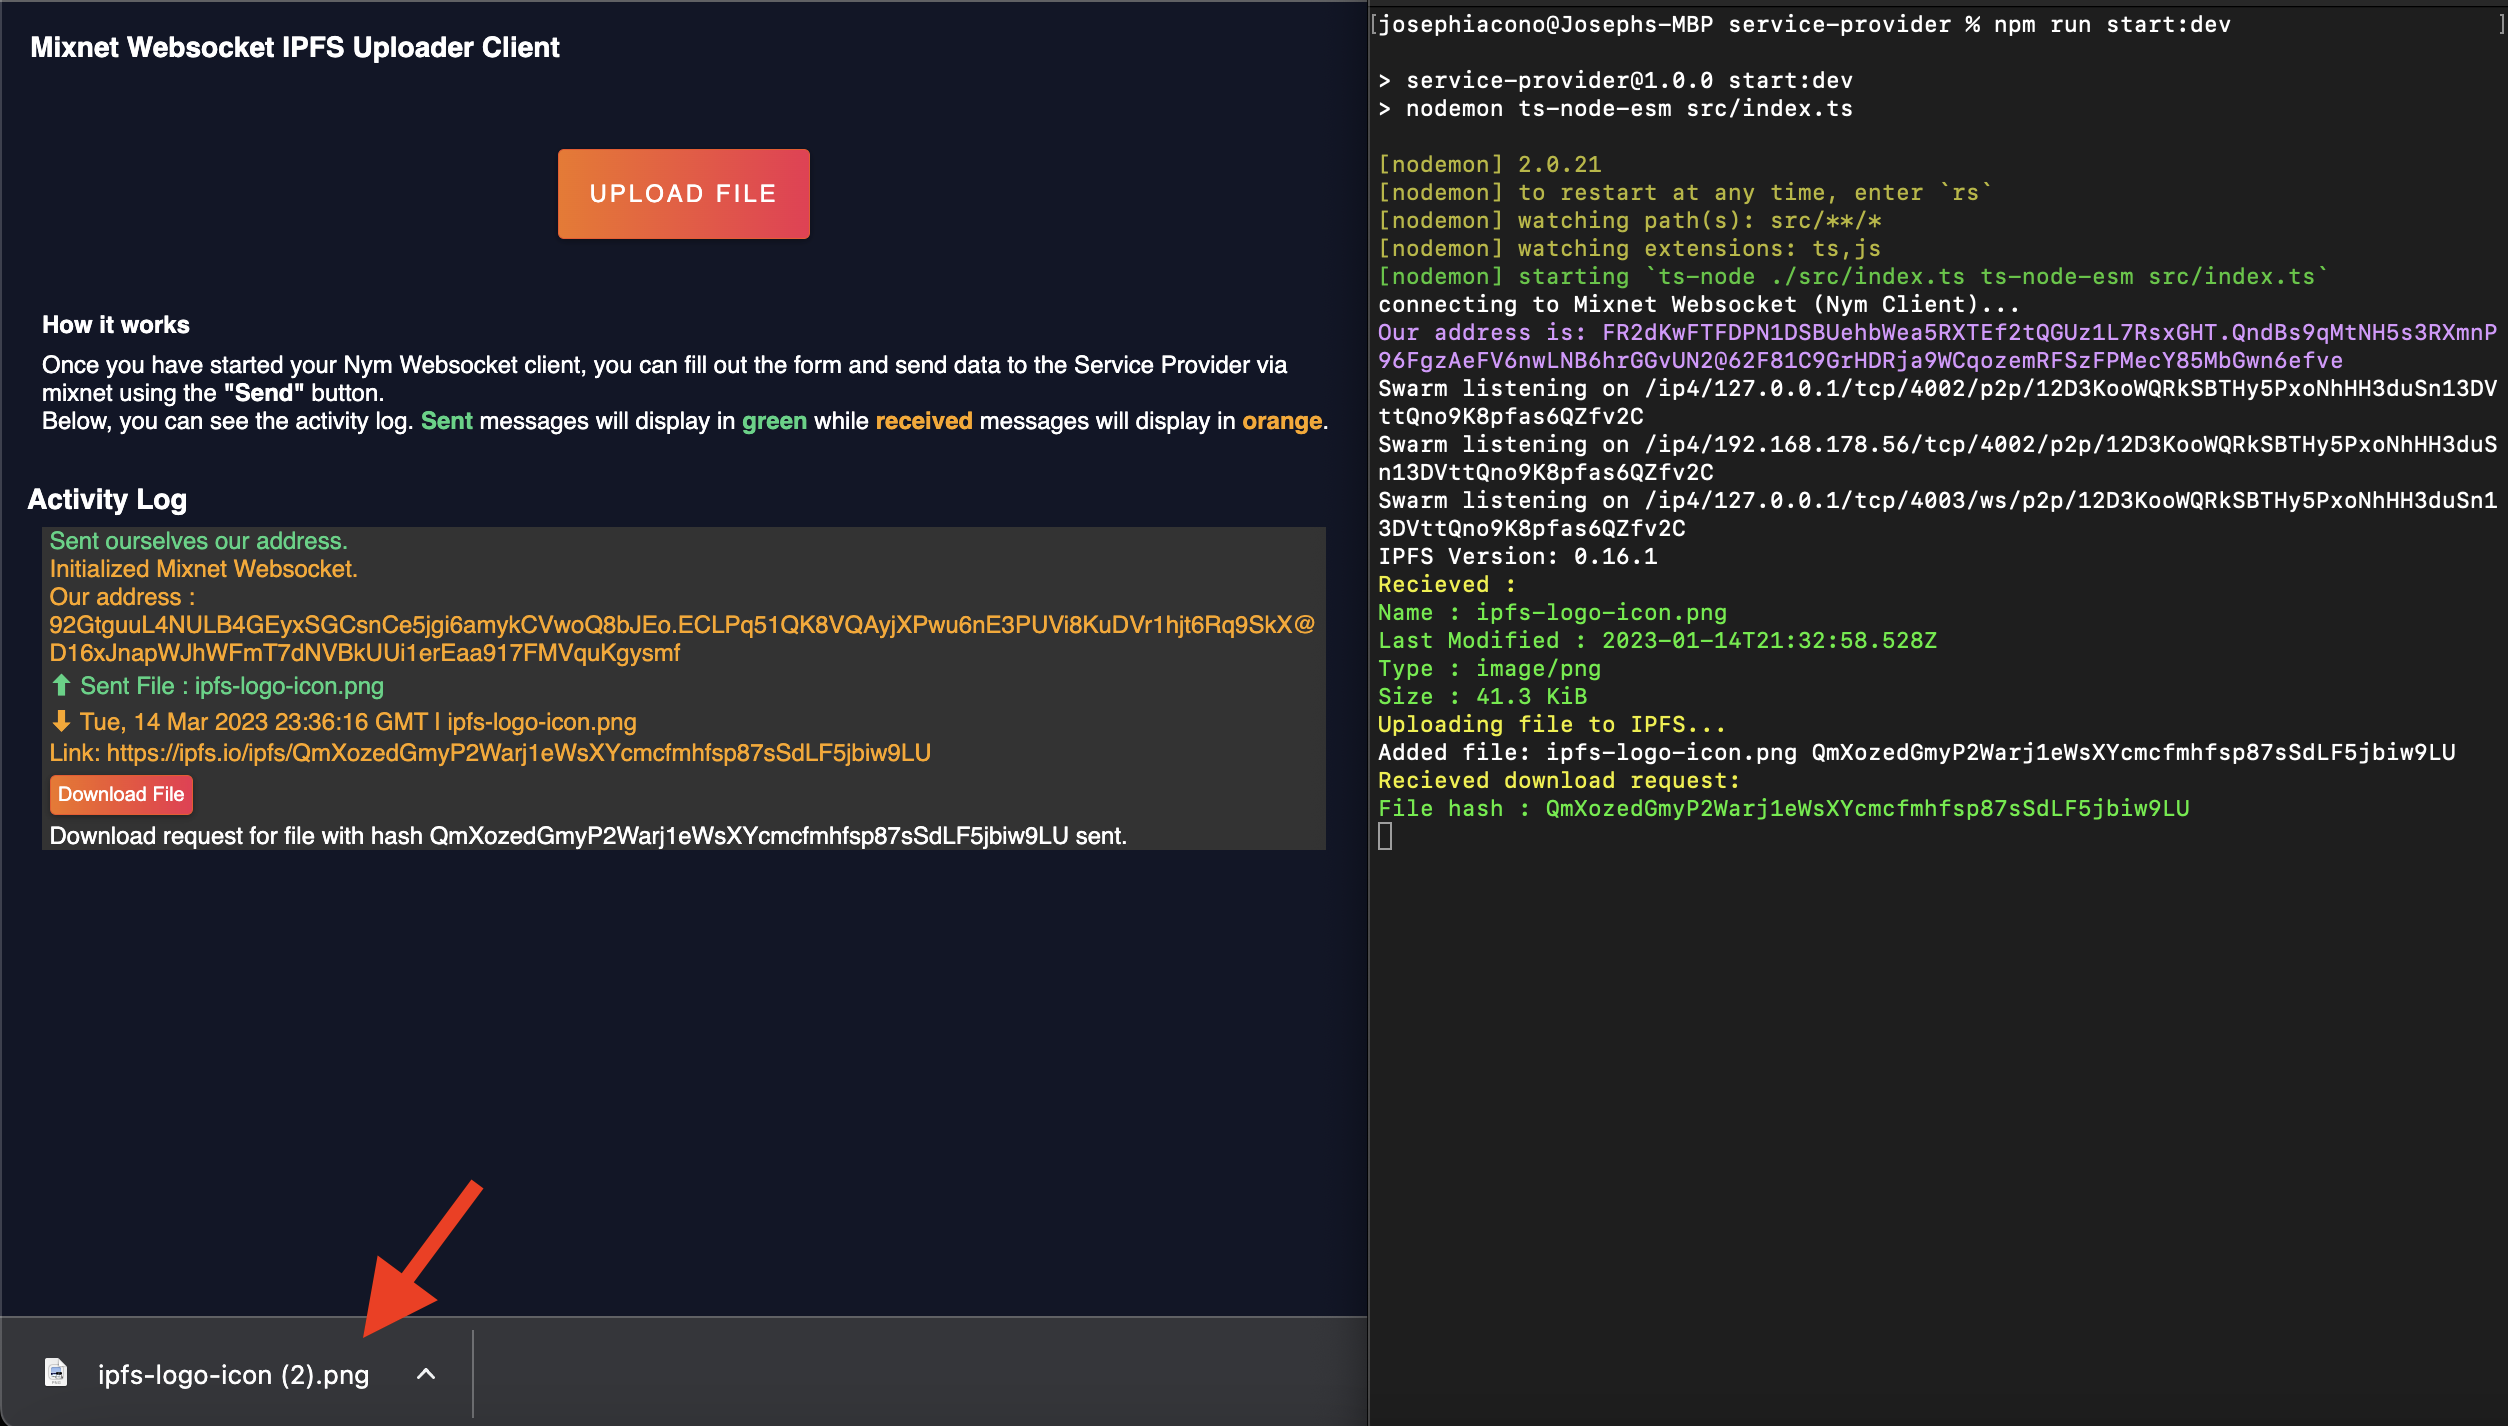 Mixnet Websocket IPFS Uploader Client
UPLOAD FILE
How it works
Once you have started your Nym Websocket client, you can fill out the form and send data to the Service Provider via
mixnet using the "Send" button.
Below, you can see the activity log. Sent messages will display in green while received messages will display in orange.
Activity Log
Sent ourselves our address.
Initialized Mixnet Websocket.
Our address :
92GtguuL4NULB4GEyxSGCsnCe5jgi6amykCVwoQ8bJEo.ECLPq51QK8VQAyjXPwu6nE3PUVi8KuDVr1hjt6Rq9SkX@
D16xJnapWJhWFmT7dNVBkUUi1erEaa917FMVquKgysmf
Sent File : ipfs-logo-icon.png
Tue, 14 Mar 2023 23:36:16 GMT | ipfs-logo-icon.png
Link: https://ipfs.io/ipfs/QmXozedGmyP2Warj1eWsXYcmcfmhfsp87sSdLF5jbiw9LU
Download File
Download request for file with hash QmXozedGmyP2Warj1eWsXYcmcfmhfsp87sSdLF5jbiw9LU sent.
ipfs-logo-icon (2).png
[josephiacono@Josephs-MBP service-provider % npm run start:dev ]
> service-provider@1.0.0 start:dev
> nodemon ts-node-esm src/index.ts
[nodemon] 2.0.21
[nodemon] to restart at any time, enter `rs`
[nodemon] watching path(s): src/**/*
[nodemon] watching extensions: ts,js
[nodemon] starting `ts-node ./src/index.ts ts-node-esm src/index.ts`
connecting to Mixnet Websocket (Nym Client)...
Our address is: FR2dKwFTFDPN1DSBUehbWea5RXTEf2tQGUz1L7RsxGHT.QndBs9qMtNH5s3RXmnP
96FgzAeFV6nwLNB6hrGGvUN2@62F81C9GrHDRja9WCqozemRFSzFPMecY85MbGwn6efve
Swarm listening on /ip4/127.0.0.1/tcp/4002/p2p/12D3KooWQRkSBTHy5PxoNhHH3duSn13DV
ttQno9K8pfas6QZfv2C
Swarm listening on /ip4/192.168.178.56/tcp/4002/p2p/12D3KooWQRkSBTHy5PxoNhHH3duS
n13DVttQno9K8pfas6QZfv2C
Swarm listening on /ip4/127.0.0.1/tcp/4003/ws/p2p/12D3KooWQRkSBTHy5PxoNhHH3duSn1
3DVttQno9K8pfas6QZfv2C
IPFS Version: 0.16.1
Recieved :
Name : ipfs-logo-icon.png
Last Modified : 2023-01-14T21:32:58.528Z
Type : image/png
Size : 41.3 KiB
Uploading file to IPFS...
Added file: ipfs-logo-icon.png QmXozedGmyP2Warj1eWsXYcmcfmhfsp87sSdLF5jbiw9LU
Recieved download request:
File hash : QmXozedGmyP2Warj1eWsXYcmcfmhfsp87sSdLF5jbiw9LU